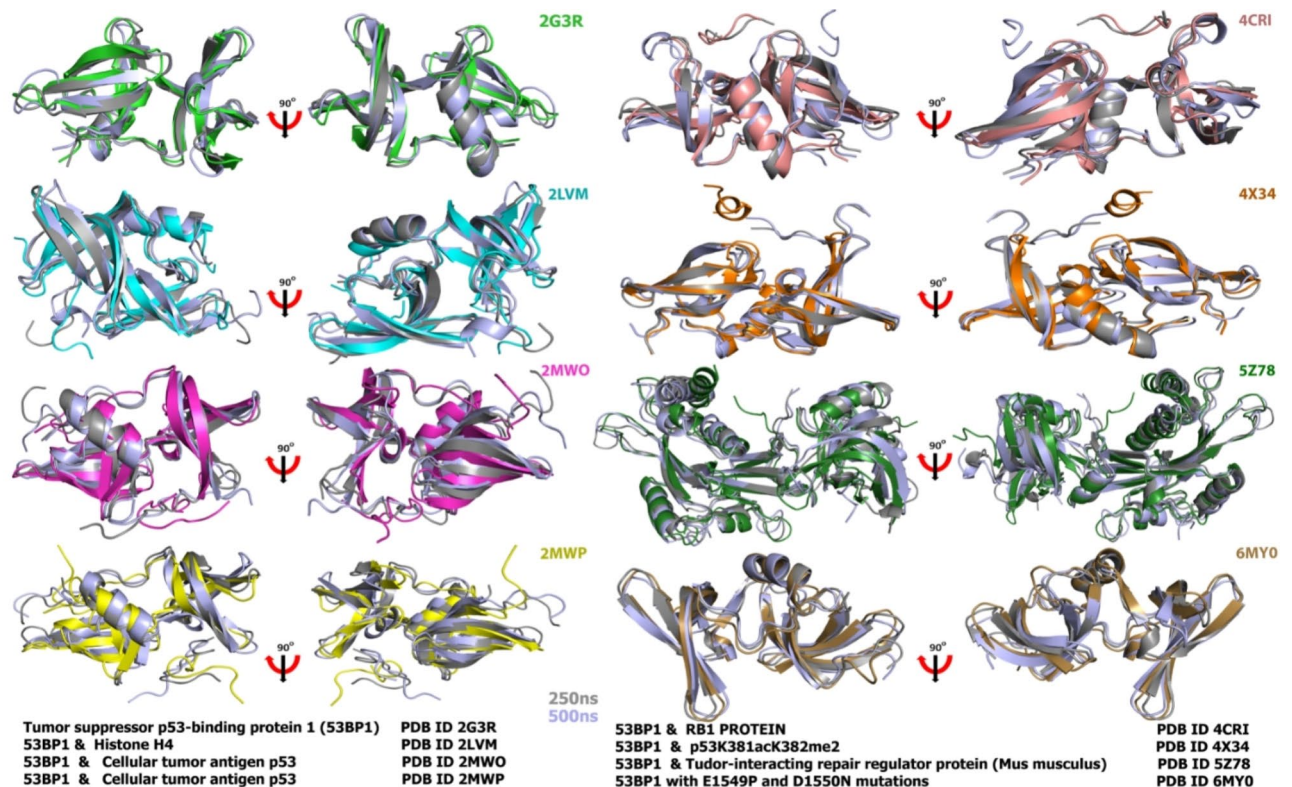 2G3R
90°
4CRI
90°
2LVM
90°
4X34
90°
2MWO
90°
5Z78
90°
2MWP
90°
6MY0
90°
250ns
500ns
Tumor suppressor p53-binding protein 1 (53BP1) PDB ID 2G3R
53BP1 & Histone H4 PDB ID 2LVM
53BP1 & Cellular tumor antigen p53 PDB ID 2MWO
53BP1 & Cellular tumor antigen p53 PDB ID 2MWP
53BP1 & RB1 PROTEIN PDB ID 4CRI
53BP1 & p53K381acK382me2 PDB ID 4X34
53BP1 & Tudor-interacting repair regulator protein (Mus musculus) PDB ID 5Z78
53BP1 with E1549P and D1550N mutations PDB ID 6MY0